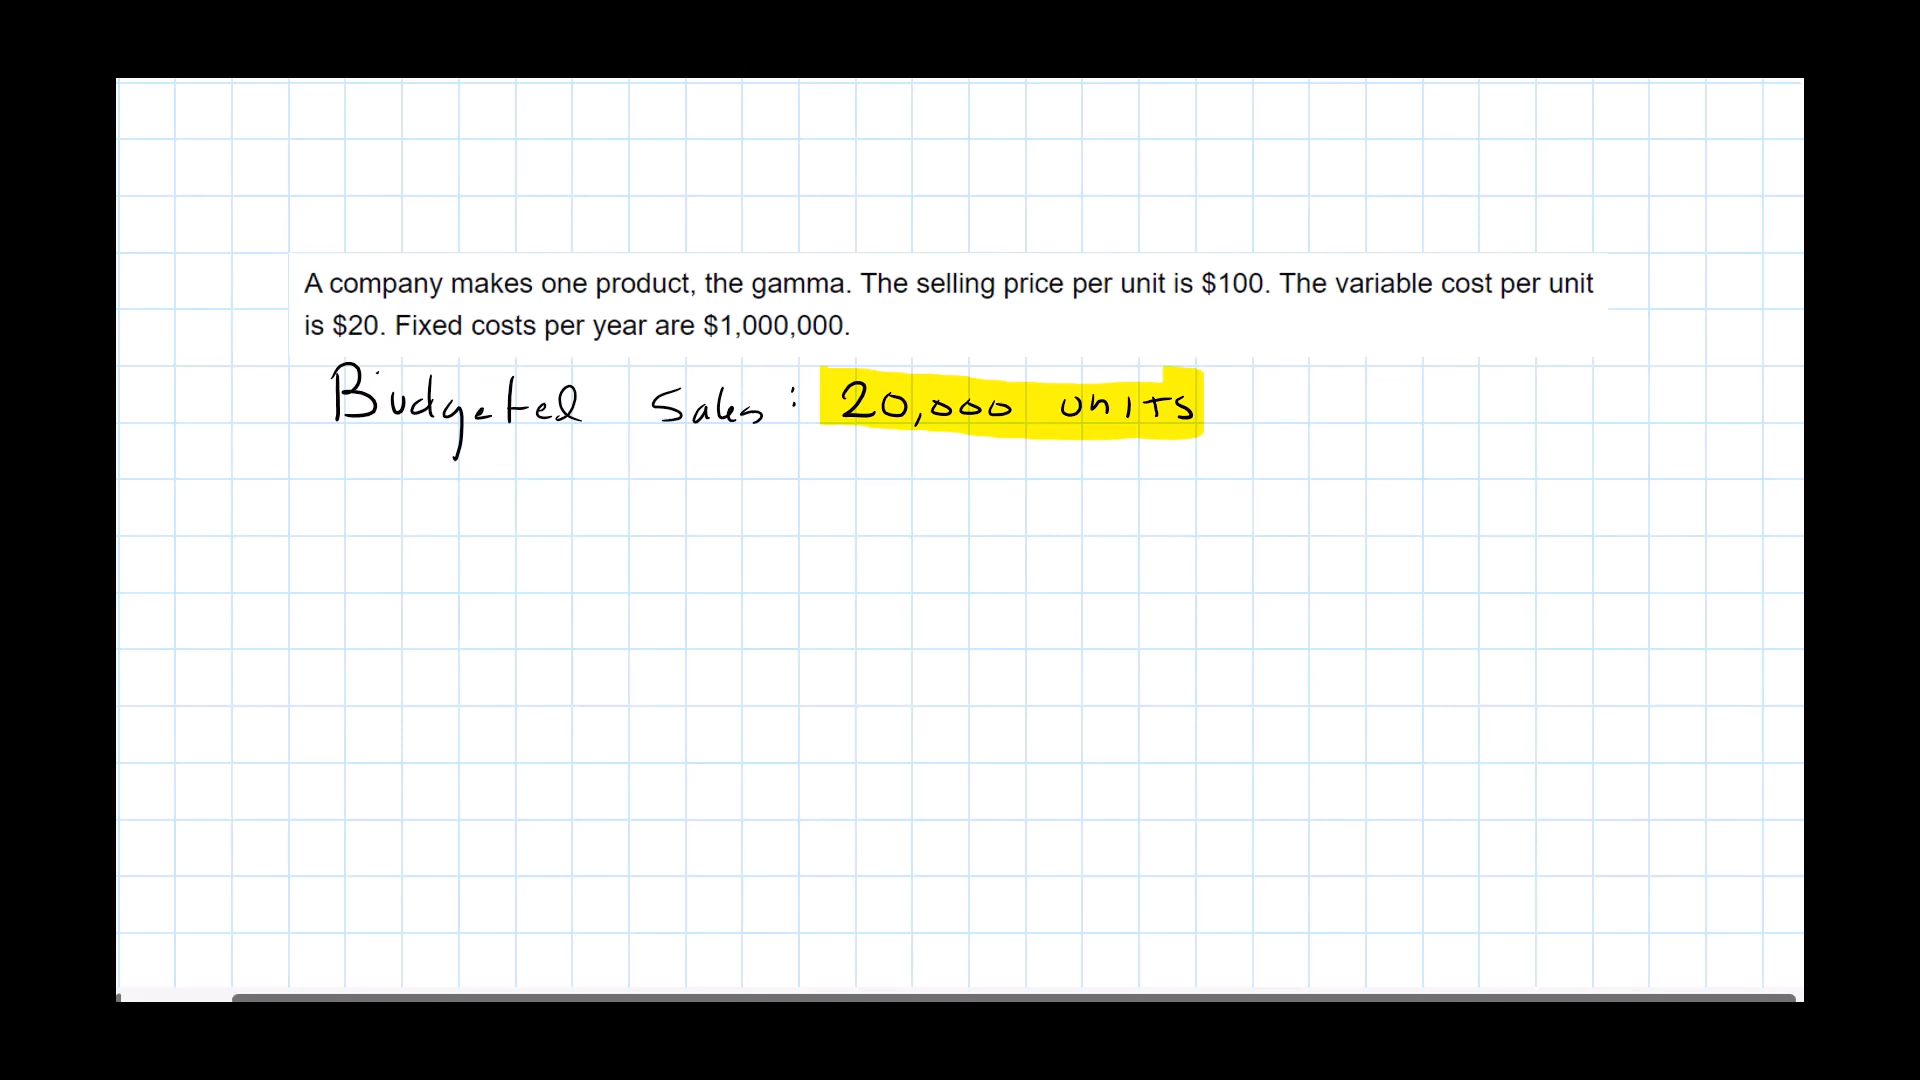 A company makes one product, the gamma. The selling price per unit is $100. The variable cost per unit
is $20. Fixed costs per year are $1,000,000.
Budgeted Sales: 20,000 units